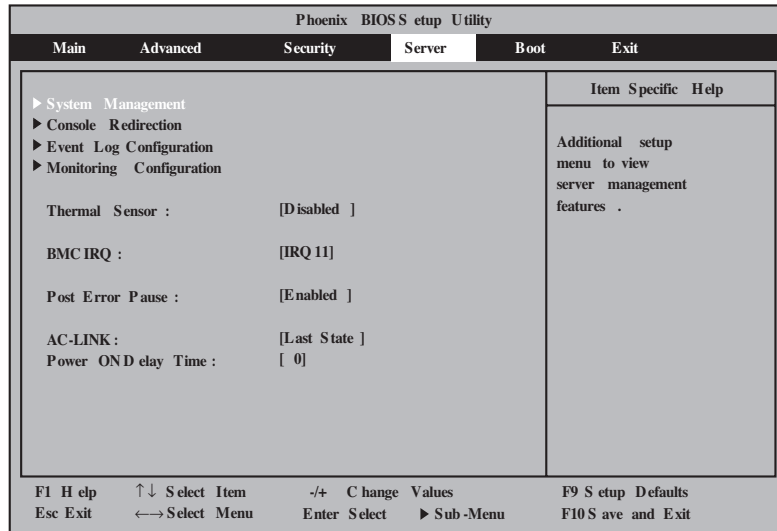 Phoenix BIOS Setup Utility
Main Advanced Security Server Boot Exit
▶ System Management
▶ Console Redirection
▶ Event Log Configuration
▶ Monitoring Configuration
Thermal Sensor : [Disabled ]
BMC IRQ : [IRQ 11]
Post Error Pause : [Enabled ]
AC-LINK : [Last State ]
Power ON Delay Time : [ 0]
Item Specific Help
Additional setup
menu to view
server management
features .
F1 Help ↑↓ Select Item -/+ Change Values F9 Setup Defaults
Esc Exit ←→ Select Menu Enter Select ▶ Sub-Menu F10 Save and Exit